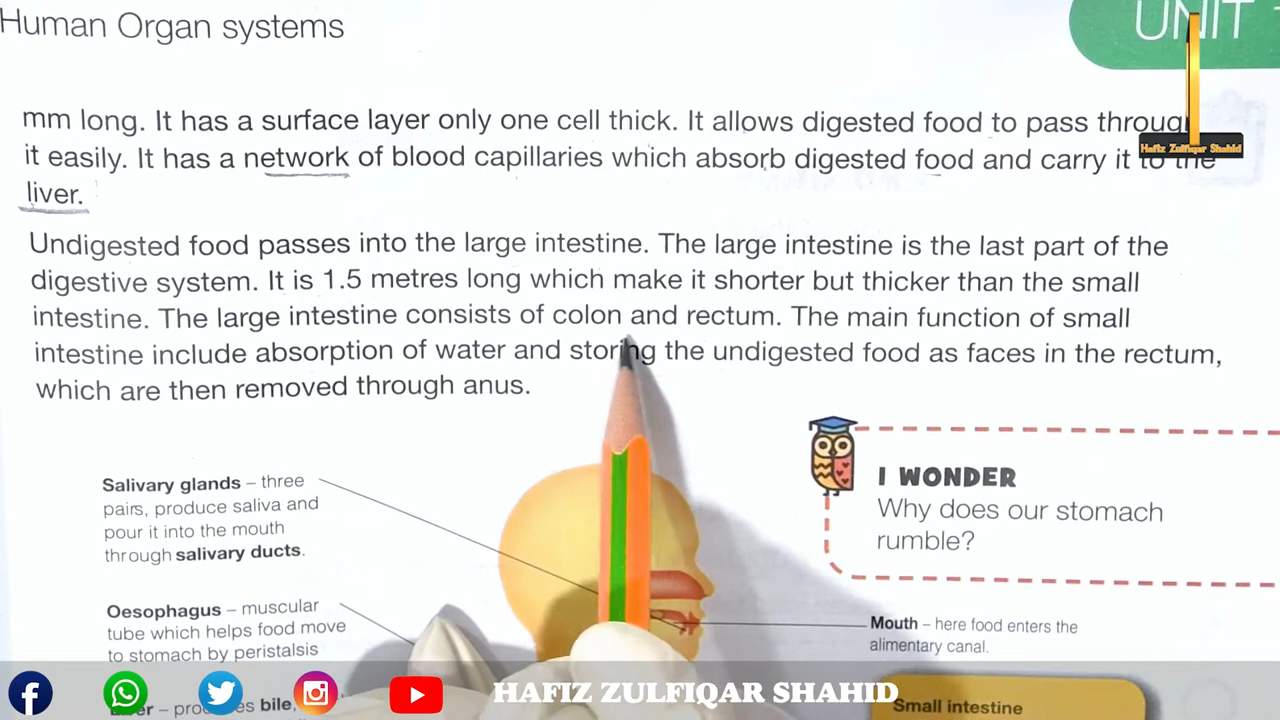 Human Organ systems
UNIT
mm long. It has a surface layer only one cell thick. It allows digested food to pass through
it easily. It has a network of blood capillaries which absorb digested food and carry it to the
Hafiz Zulfiqar Shahid
liver.
Undigested food passes into the large intestine. The large intestine is the last part of the
digestive system. It is 1.5 metres long which make it shorter but thicker than the small
intestine. The large intestine consists of colon and rectum. The main function of small
intestine include absorption of water and storing the undigested food as faces in the rectum,
which are then removed through anus.
I WONDER
Why does our stomach
rumble?
Salivary glands – three
pairs, produce saliva and
pour it into the mouth
through salivary ducts.
Oesophagus – muscular
tube which helps food move
to stomach by peristalsis
Mouth – here food enters the
alimentary canal.
bile,
Small intestine
HAFIZ ZULFIQAR SHAHID